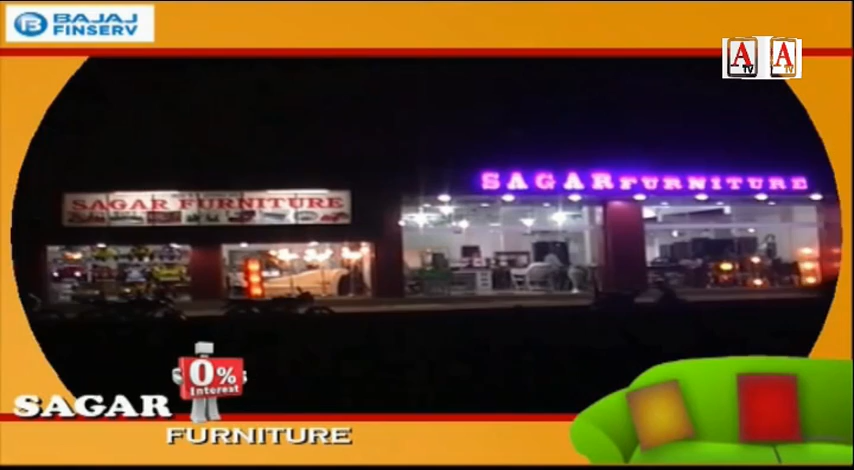 BAJAJ
FINSERV
A
TV
A
TV
SAGAR FURNITURE
SAGAR FURNITURE
0%
Interest
SAGAR
FURNITURE